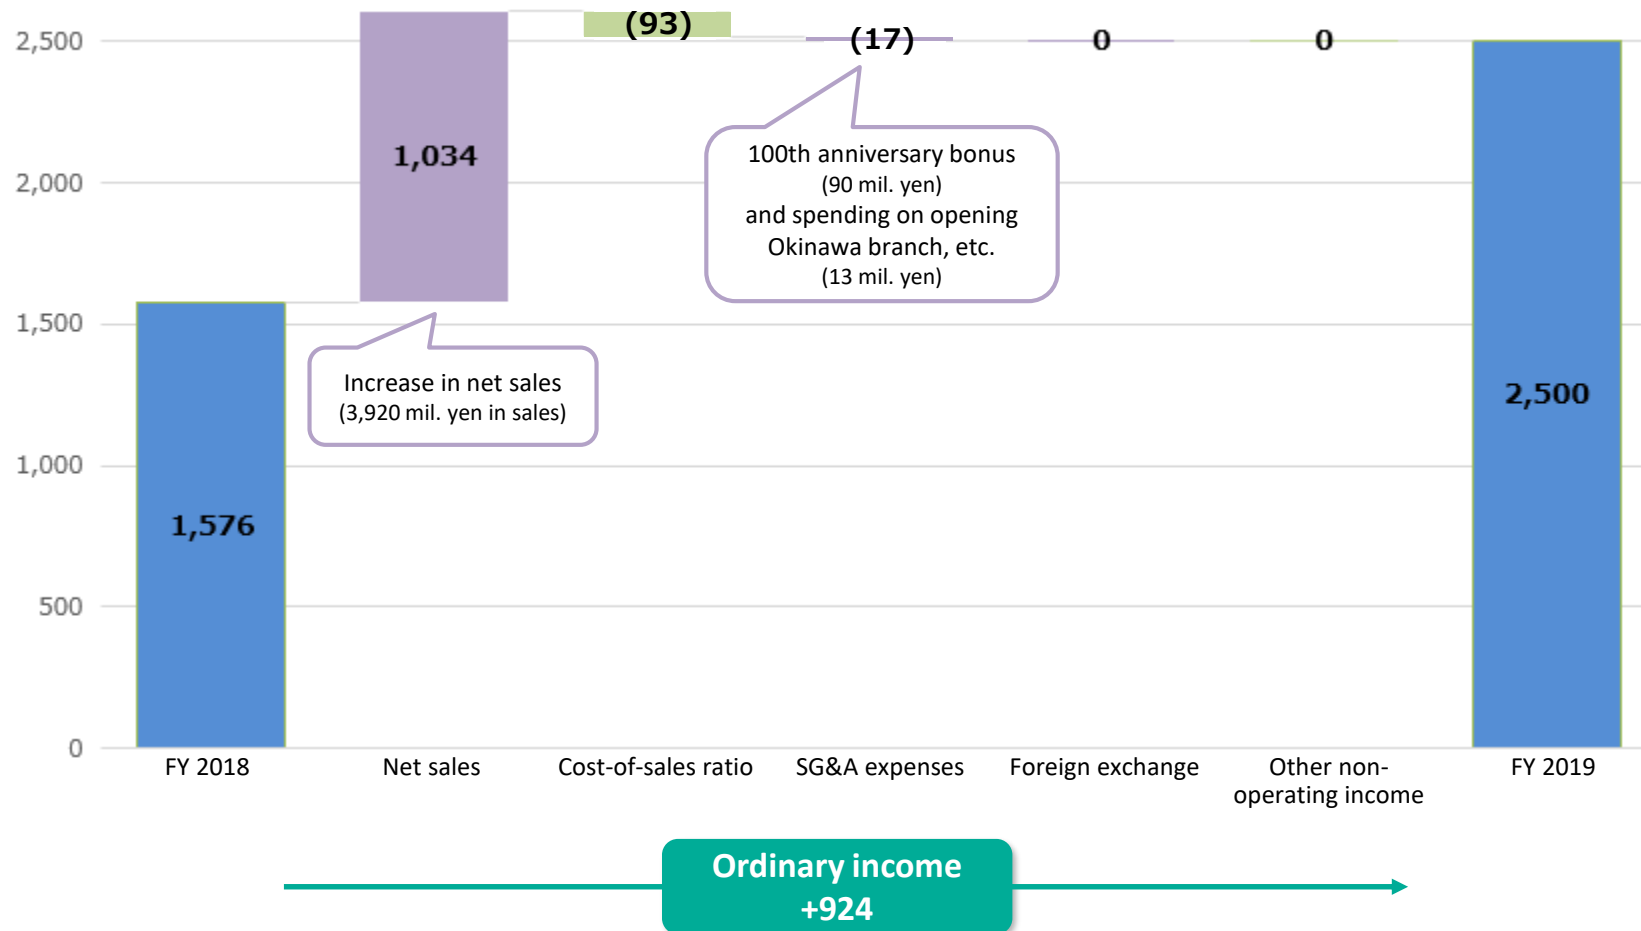 2,500
2,000
1,500
1,000
500
0
1,576
1,034
(93)
(17)
0
0
2,500
100th anniversary bonus
(90 mil. yen)
and spending on opening
Okinawa branch, etc.
(13 mil. yen)
Increase in net sales
(3,920 mil. yen in sales)
FY 2018
Net sales
Cost-of-sales ratio
SG&A expenses
Foreign exchange
Other non-
operating income
FY 2019
Ordinary income
+924